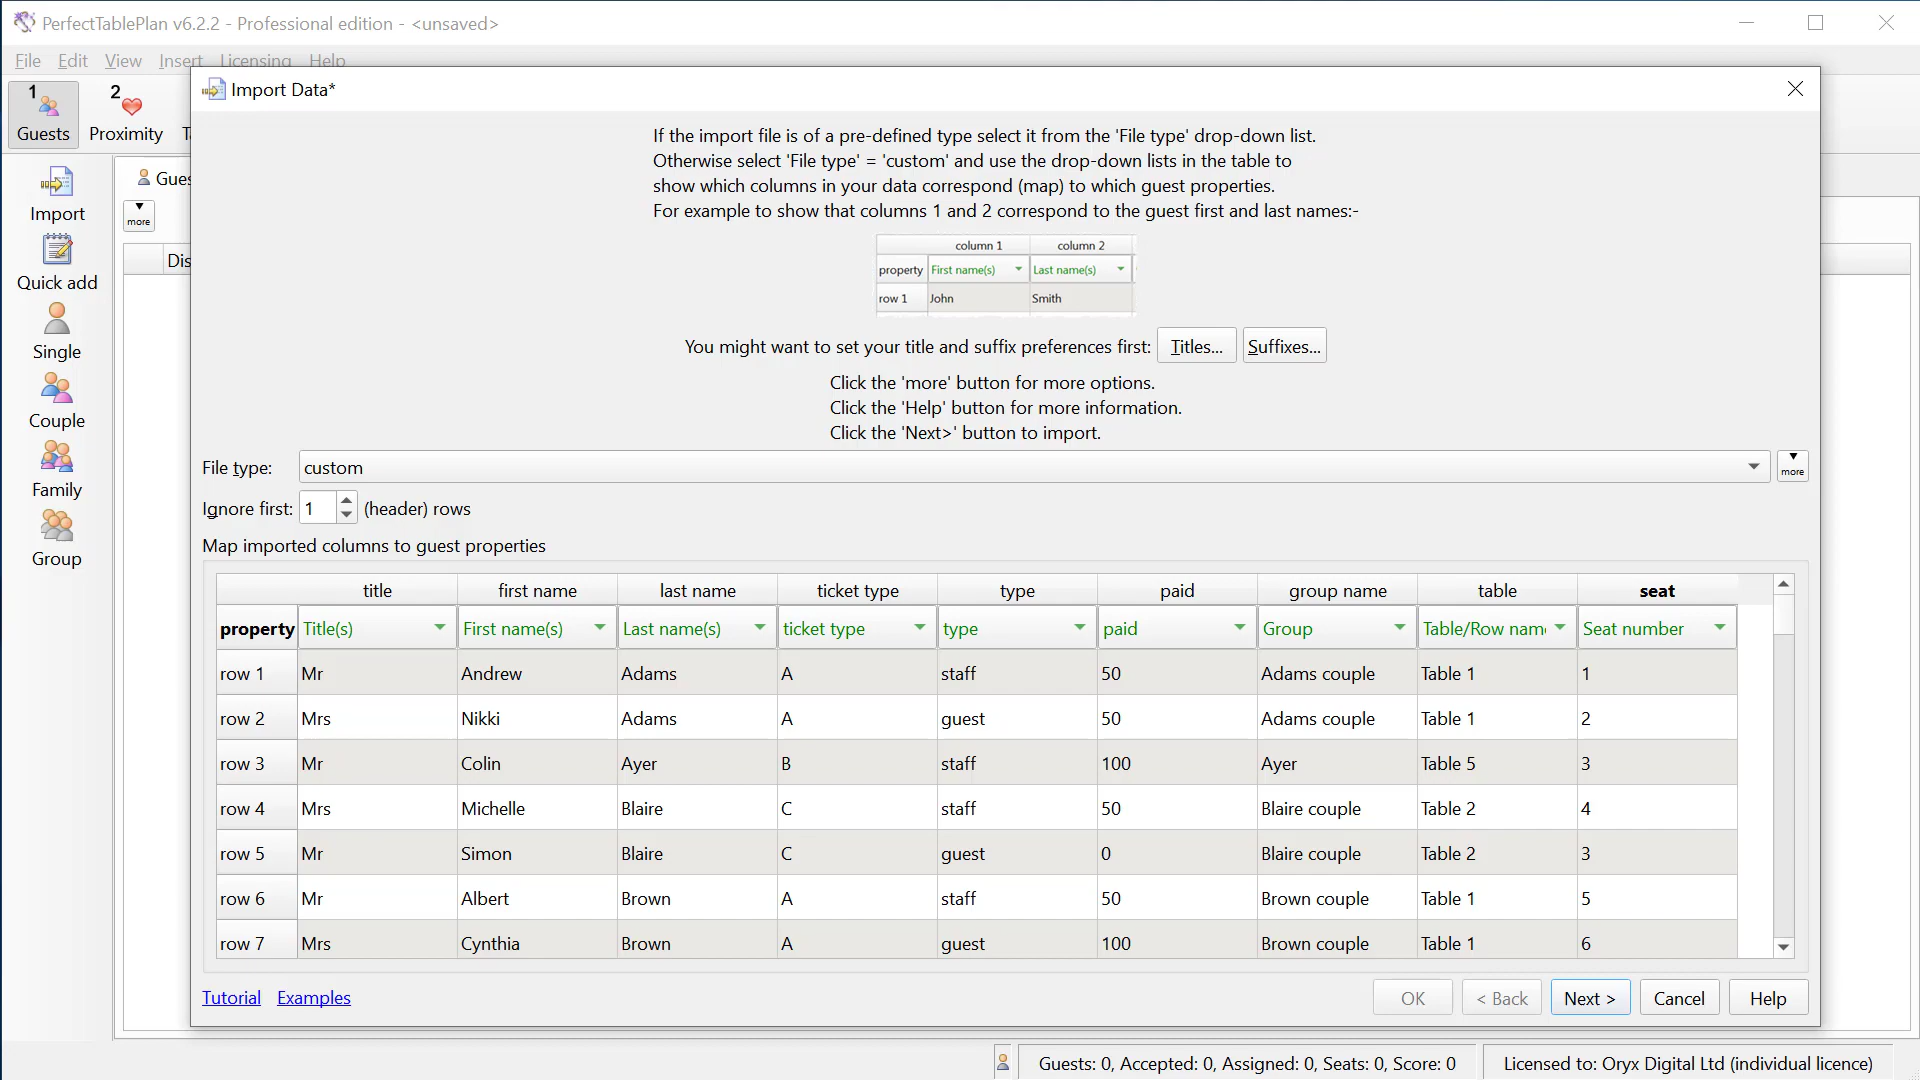 PerfectTablePlan v6.2.2 - Professional edition - <unsaved>
File Edit View Insert Licensing Help
1 Guests
2 Proximity
Import
Quick add
Single
Couple
Family
Group
more
Import Data*
If the import file is of a pre-defined type select it from the 'File type' drop-down list.
Otherwise select 'File type' = 'custom' and use the drop-down lists in the table to
show which columns in your data correspond (map) to which guest properties.
For example to show that columns 1 and 2 correspond to the guest first and last names:-
column 1 column 2
property First name(s) Last name(s)
row 1 John Smith
You might want to set your title and suffix preferences first: Titles... Suffixes...
Click the 'more' button for more options.
Click the 'Help' button for more information.
Click the 'Next>' button to import.
File type: custom more
Ignore first: 1 (header) rows
Map imported columns to guest properties
title first name last name ticket type type paid group name table seat
property Title(s) First name(s) Last name(s) ticket type type paid Group Table/Row Seat number
row 1 Mr Andrew Adams A staff 50 Adams couple Table 1 1
row 2 Mrs Nikki Adams A guest 50 Adams couple Table 1 2
row 3 Mr Colin Ayer B staff 100 Ayer Table 5 3
row 4 Mrs Michelle Blaire C staff 50 Blaire couple Table 2 4
row 5 Mr Simon Blaire C guest 0 Blaire couple Table 2 3
row 6 Mr Albert Brown A staff 50 Brown couple Table 1 5
row 7 Mrs Cynthia Brown A guest 100 Brown couple Table 1 6
Tutorial Examples OK < Back Next > Cancel Help
Guests: 0, Accepted: 0, Assigned: 0, Seats: 0, Score: 0 Licensed to: Oryx Digital Ltd (individual licence)